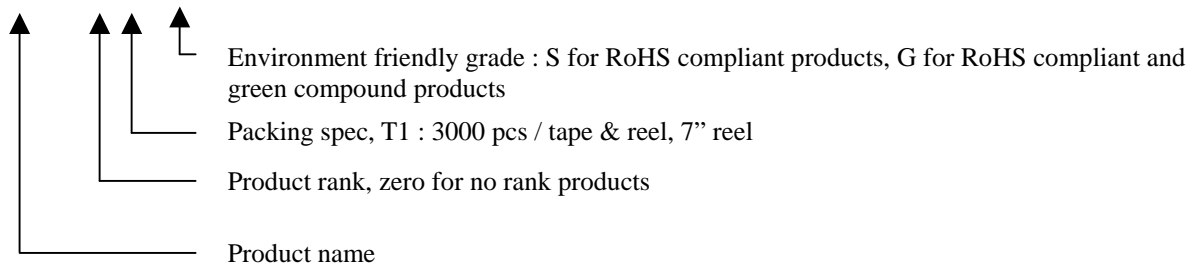 Environment friendly grade : S for RoHS compliant products, G for RoHS compliant and
green compound products
Packing spec, T1 : 3000 pcs / tape & reel, 7” reel
Product rank, zero for no rank products
Product name